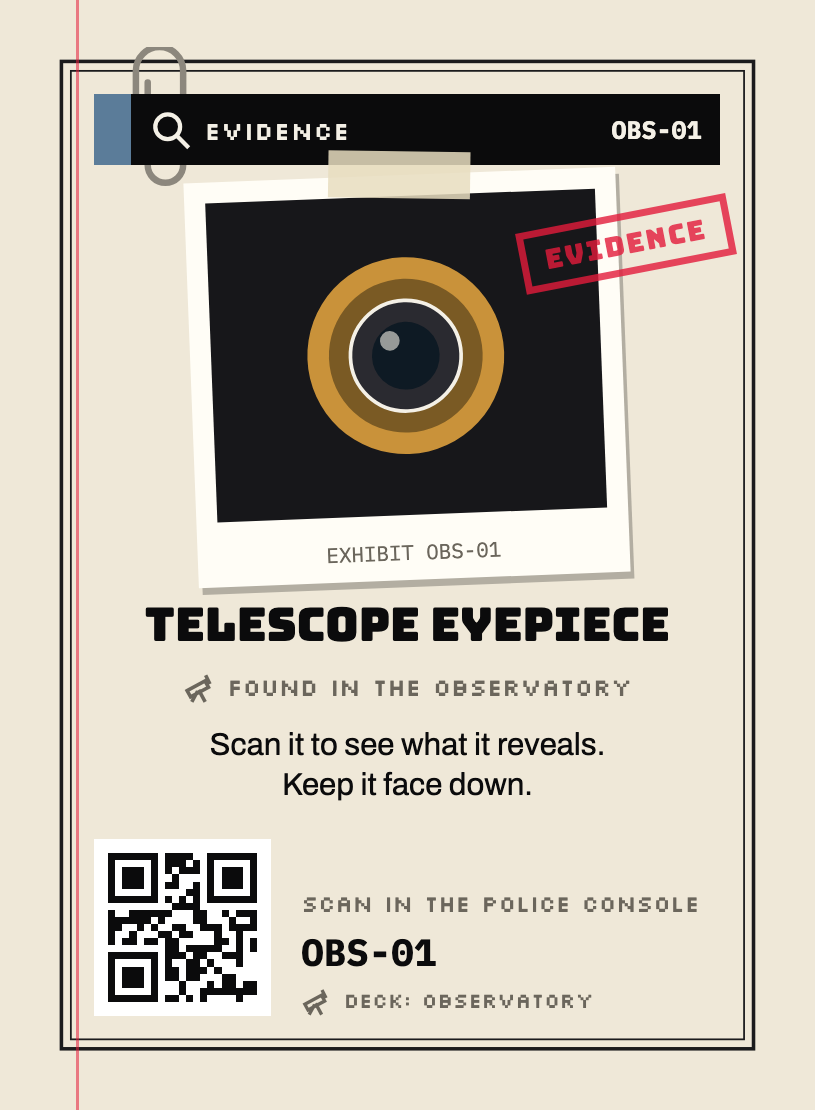 EVIDENCE
OBS-01
EVIDENCE
EXHIBIT OBS-01
TELESCOPE EYEPIECE
FOUND IN THE OBSERVATORY
Scan it to see what it reveals.
Keep it face down.
SCAN IN THE POLICE CONSOLE
OBS-01
DECK: OBSERVATORY